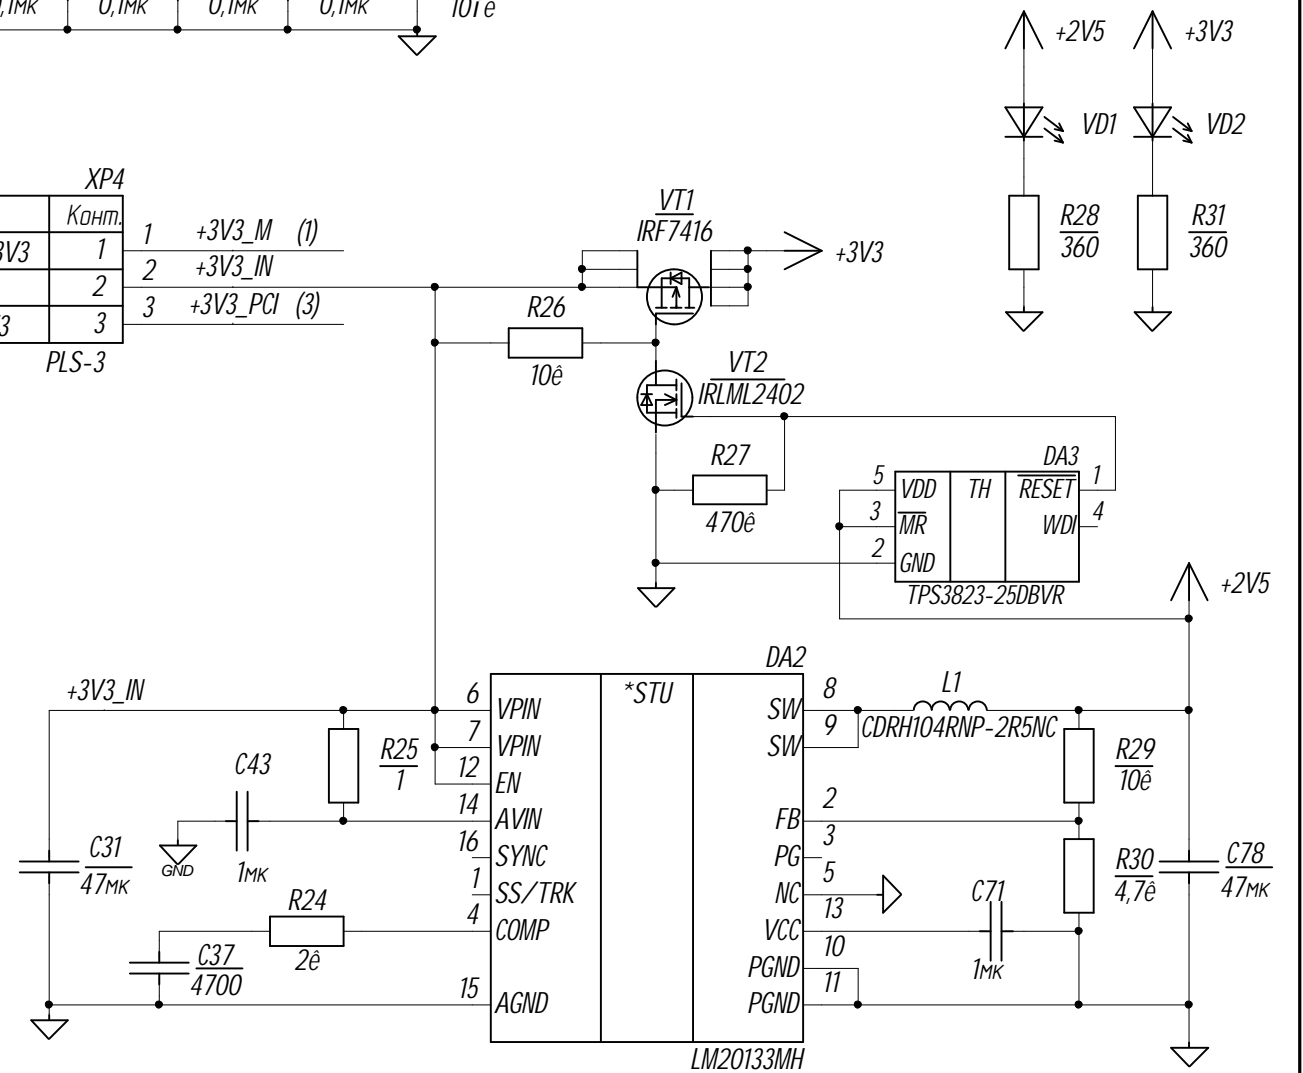 0,1мк 0,1мк 0,1мк
+2V5 +3V3
VD1 VD2
R28 R31
360 360
XP4
Конт.
1 1 +3V3_M (1)
2 2 +3V3_IN
3 3 +3V3_PCI (3)
PLS-3
VT1
IRF7416
+3V3
R26
10ê
VT2
IRLML2402
R27
470ê
DA3
5 VDD TH RESET 1
3 MR WDI 4
2 GND
TPS3823-25DBVR
+2V5
DA2
+3V3_IN
*STU
6 VPIN SW 8
7 VPIN SW 9
12 EN
14 AVIN FB 2
16 SYNC PG 3
1 SS/TRK NC 5
4 COMP VCC 13
PGND 10
15 AGND PGND 11
LM20133MH
L1
CDRH104RNP-2R5NC
R25
1
C43
1мк
GND
C31
47мк
R24
2ê
C37
4700
R29
10ê
R30
4,7ê
C78
47мк
C71
1мк